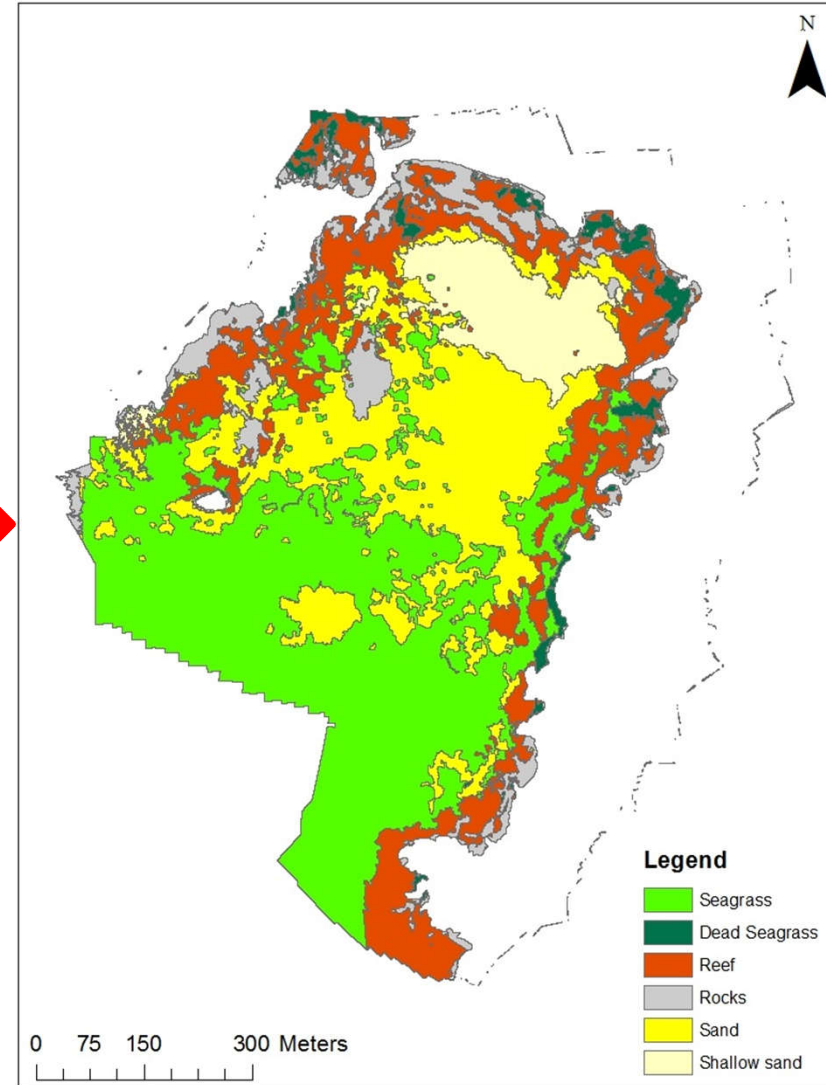 N
Legend
Seagrass
Dead Seagrass
Reef
Rocks
Sand
Shallow sand
0 75 150 300 Meters